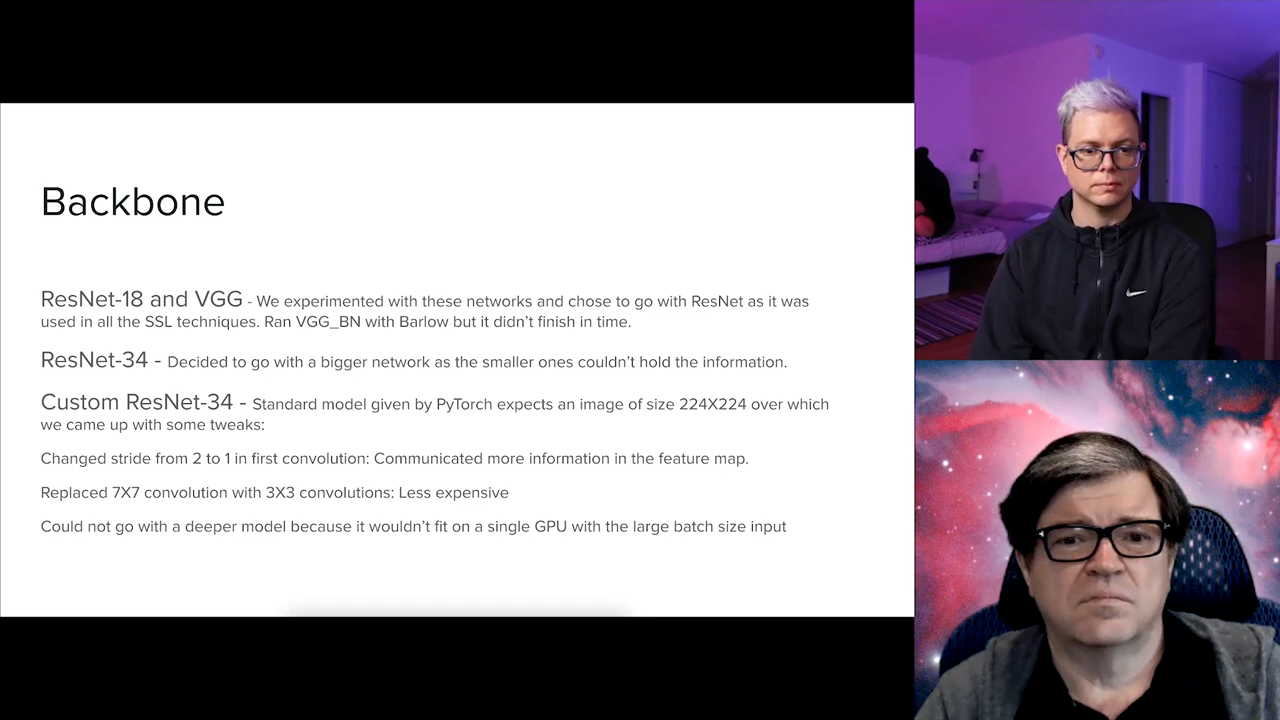 Backbone
ResNet-18 and VGG - We experimented with these networks and chose to go with ResNet as it was
used in all the SSL techniques. Ran VGG_BN with Barlow but it didn't finish in time.
ResNet-34 - Decided to go with a bigger network as the smaller ones couldn't hold the information.
Custom ResNet-34 - Standard model given by PyTorch expects an image of size 224X224 over which
we came up with some tweaks:
Changed stride from 2 to 1 in first convolution: Communicated more information in the feature map.
Replaced 7X7 convolution with 3X3 convolutions: Less expensive
Could not go with a deeper model because it wouldn't fit on a single GPU with the large batch size input